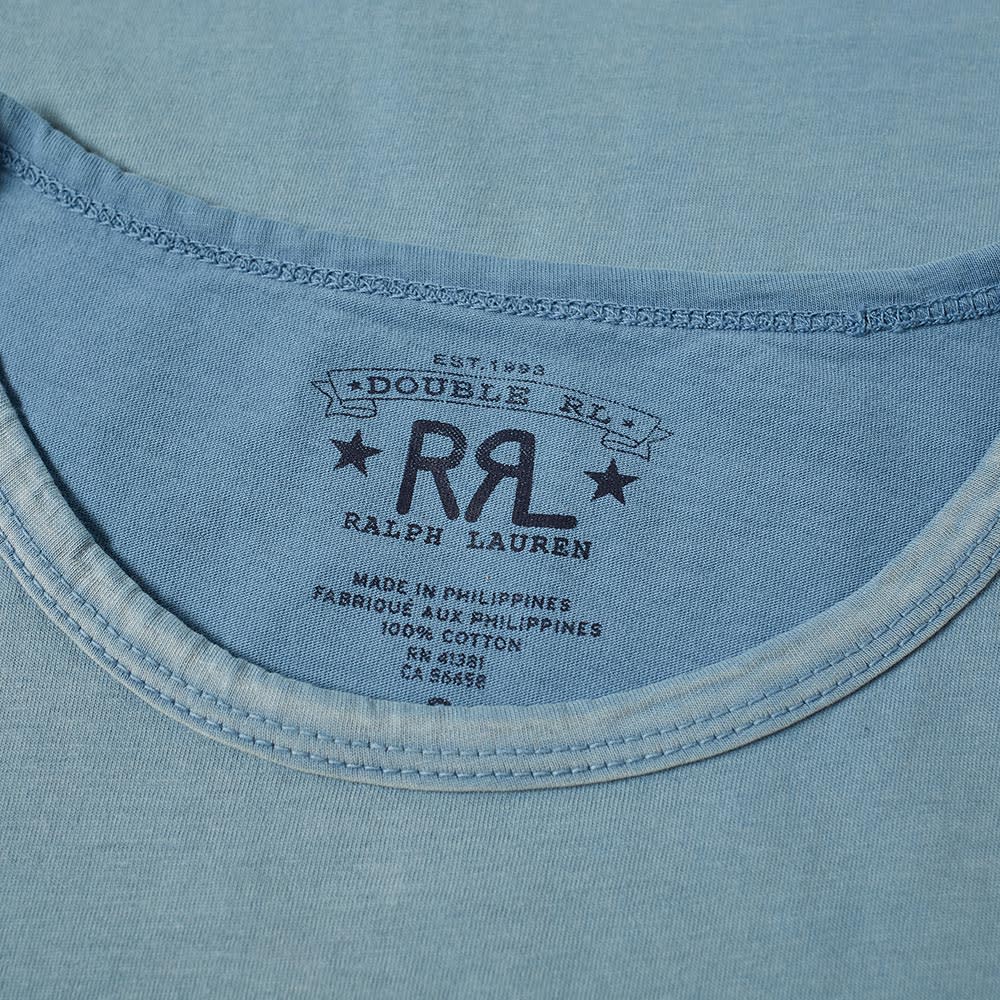 EST. 1993
★DOUBLE RL★
RRL
RALPH LAUREN
MADE IN PHILIPPINES
FABRIQUÉ AUX PHILIPPINES
100% COTTON
RN 41381
CA 56658